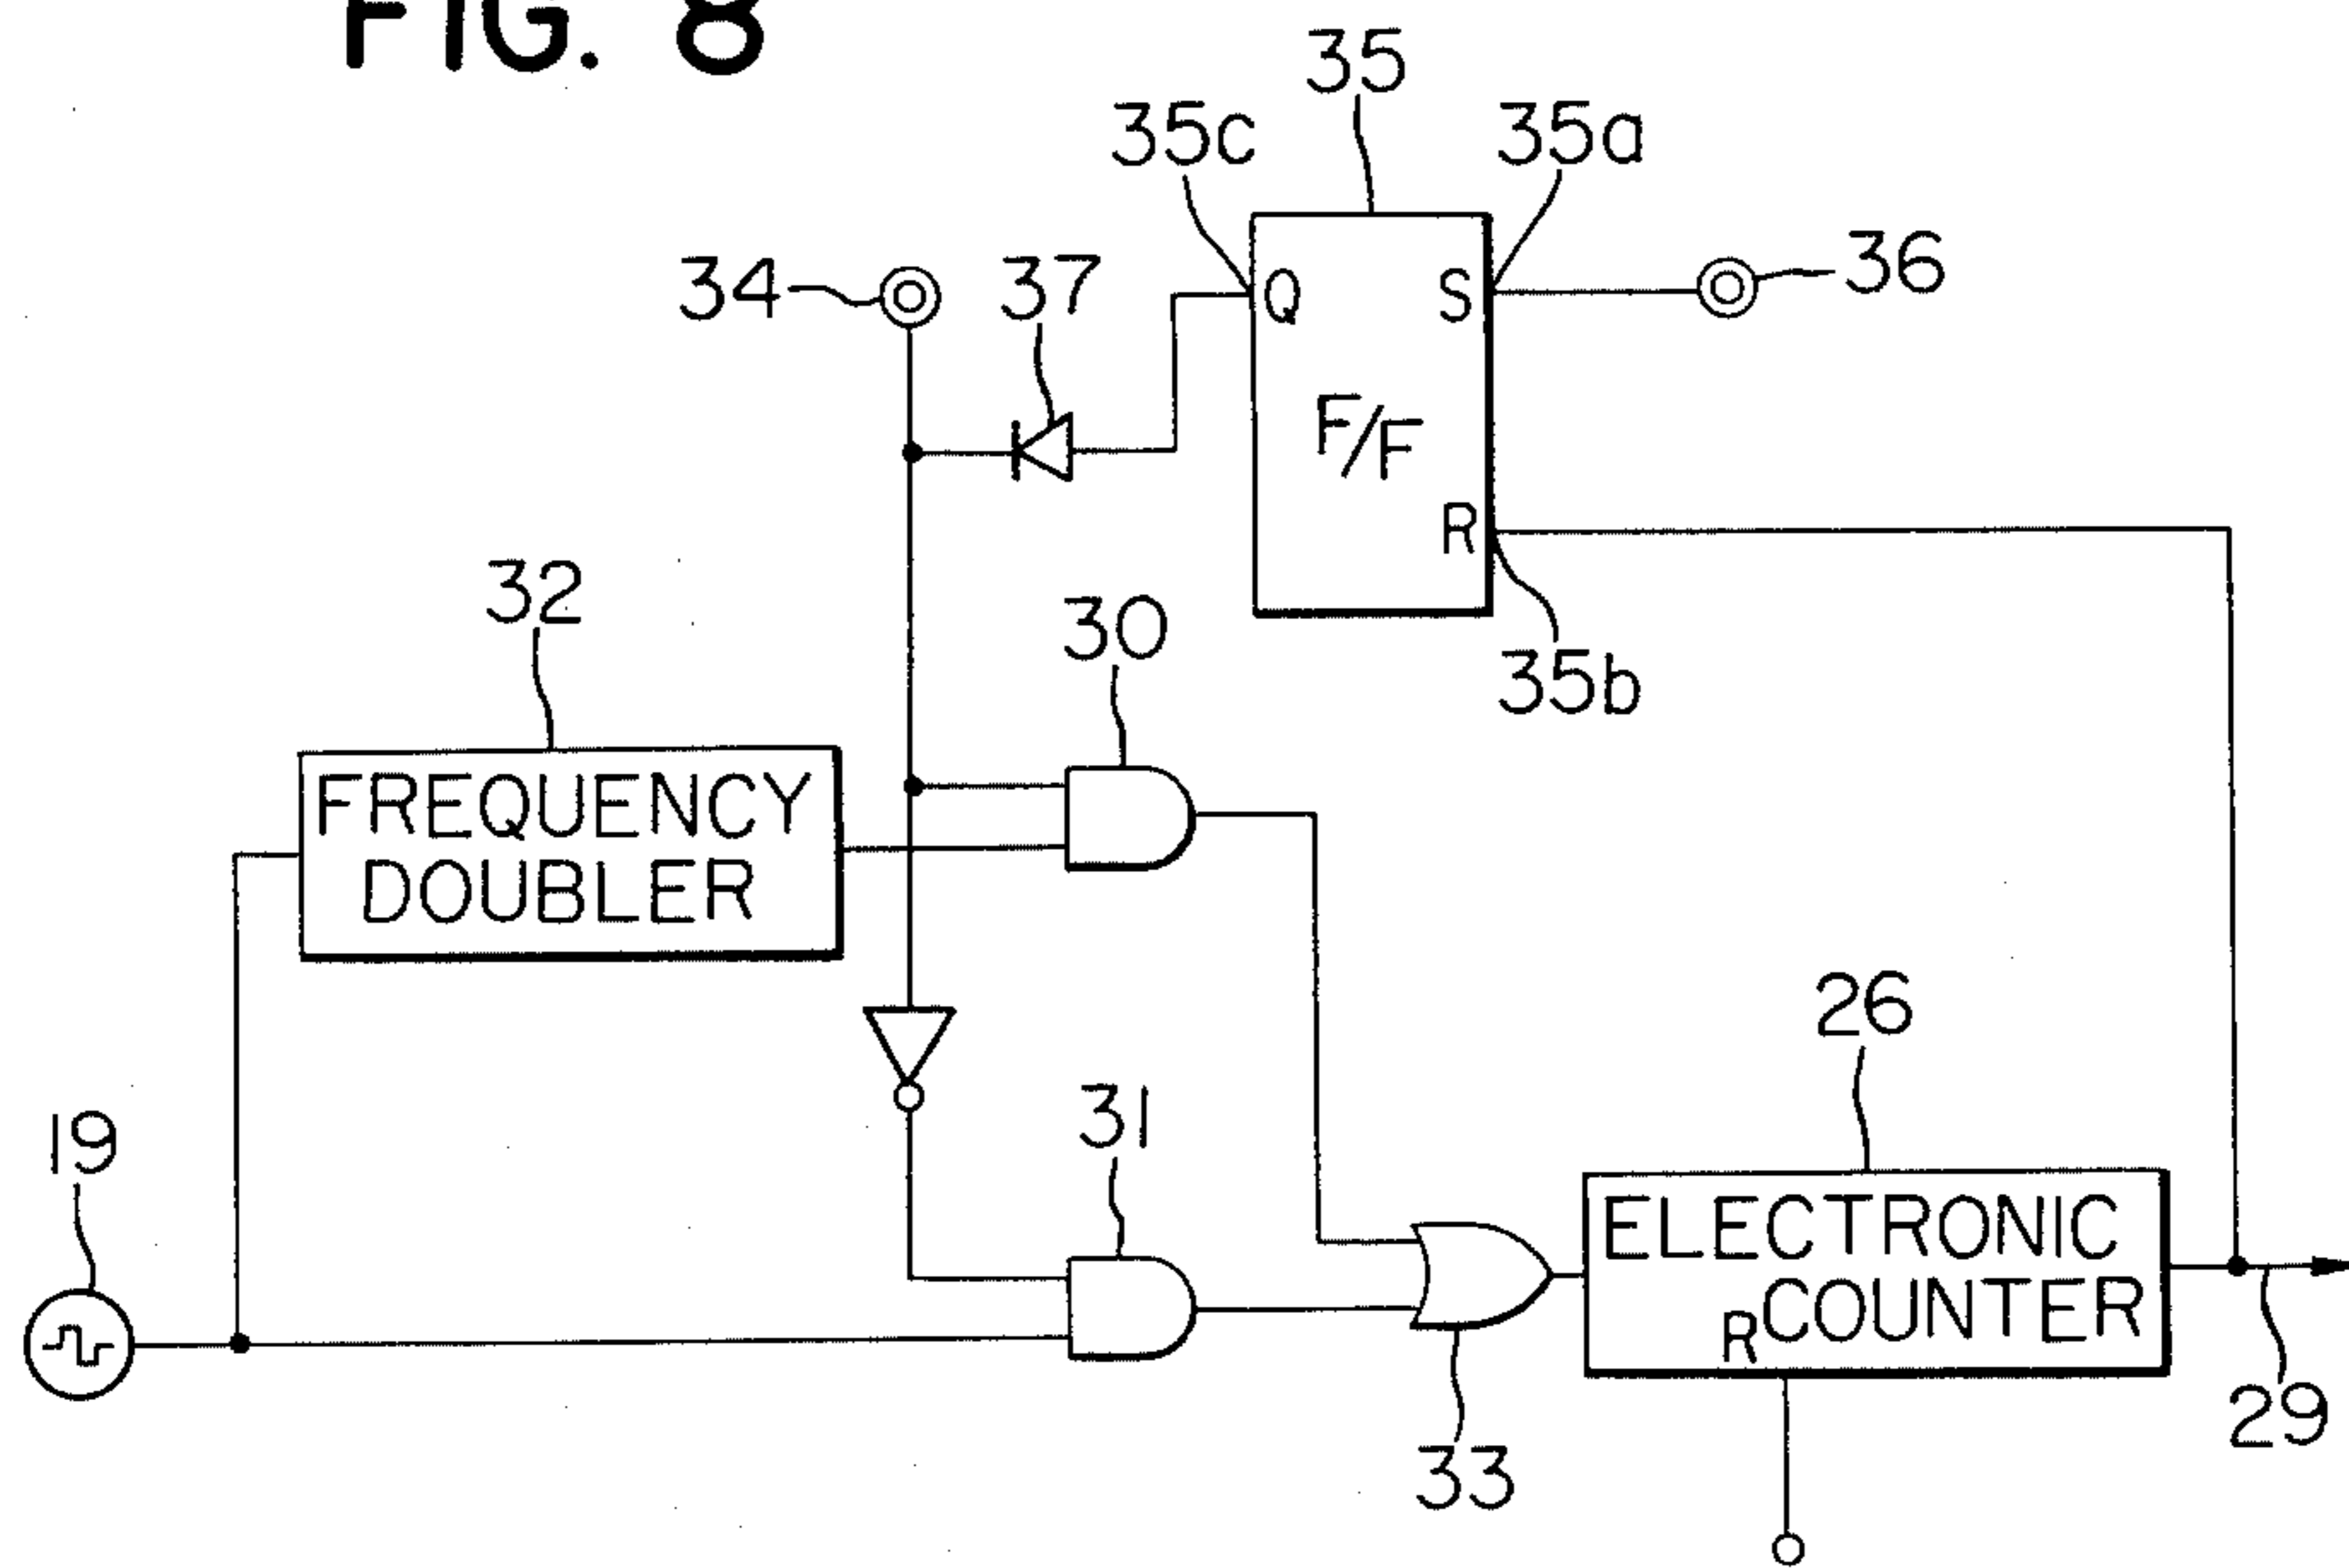 FIG. 8
35
35c
35a
34
37
Q
S
36
F/F
R
32
30
35b
FREQUENCY
DOUBLER
26
31
19
ELECTRONIC
COUNTER
R
29
33